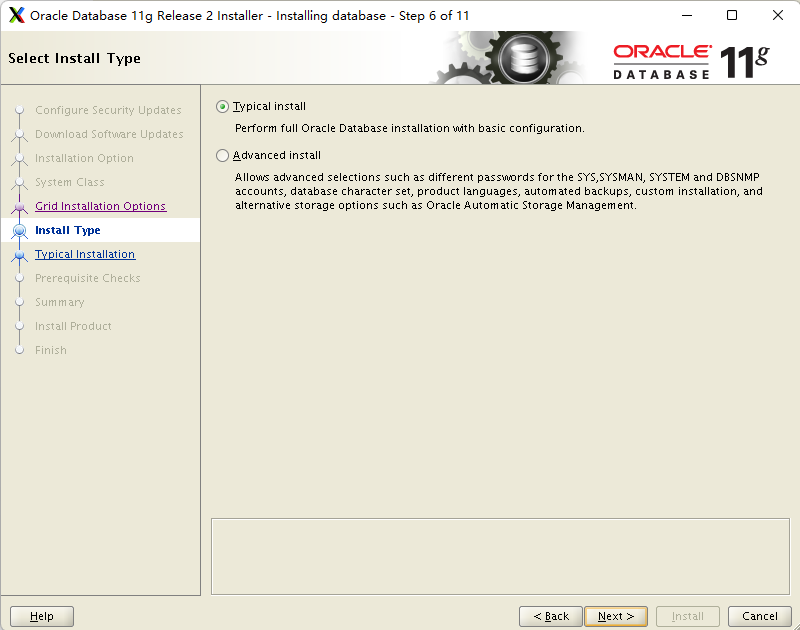 Oracle Database 11g Release 2 Installer - Installing database - Step 6 of 11
Select Install Type
ORACLE
DATABASE
11g
Configure Security Updates
Download Software Updates
Installation Option
System Class
Grid Installation Options
Install Type
Typical Installation
Prerequisite Checks
Summary
Install Product
Finish
Typical install
Perform full Oracle Database installation with basic configuration.
Advanced install
Allows advanced selections such as different passwords for the SYS,SYSMAN, SYSTEM and DBSNMP
accounts, database character set, product languages, automated backups, custom installation, and
alternative storage options such as Oracle Automatic Storage Management.
Help
< Back
Next >
Install
Cancel